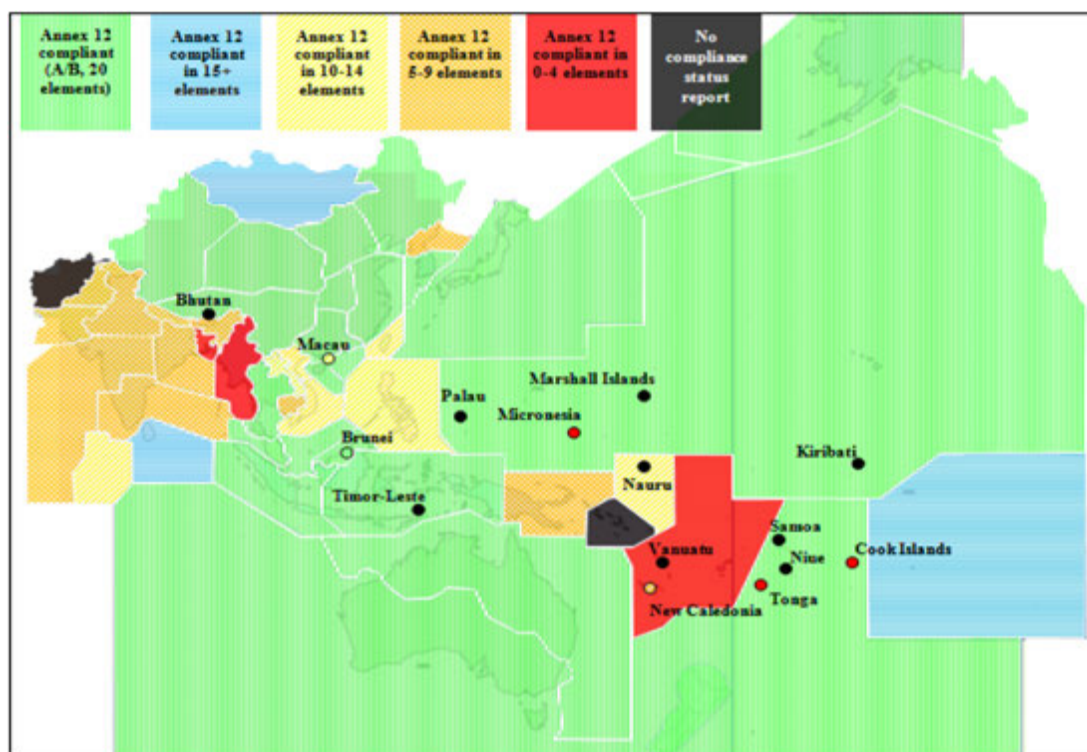 Annex 12
compliant
(A/B, 20
elements)
Annex 12
compliant
in 15+
elements
Annex 12
compliant
in 10-14
elements
Annex 12
compliant in
5-9 elements
Annex 12
compliant in
0-4 elements
No
compliance
status
report
Bhutan
Macau
Marshall Islands
Palau
Micronesia
Brunei
Kiribati
Nauru
Timor-Leste
Samoa
Vanuatu
Niue
Cook Islands
New Caledonia
Tonga